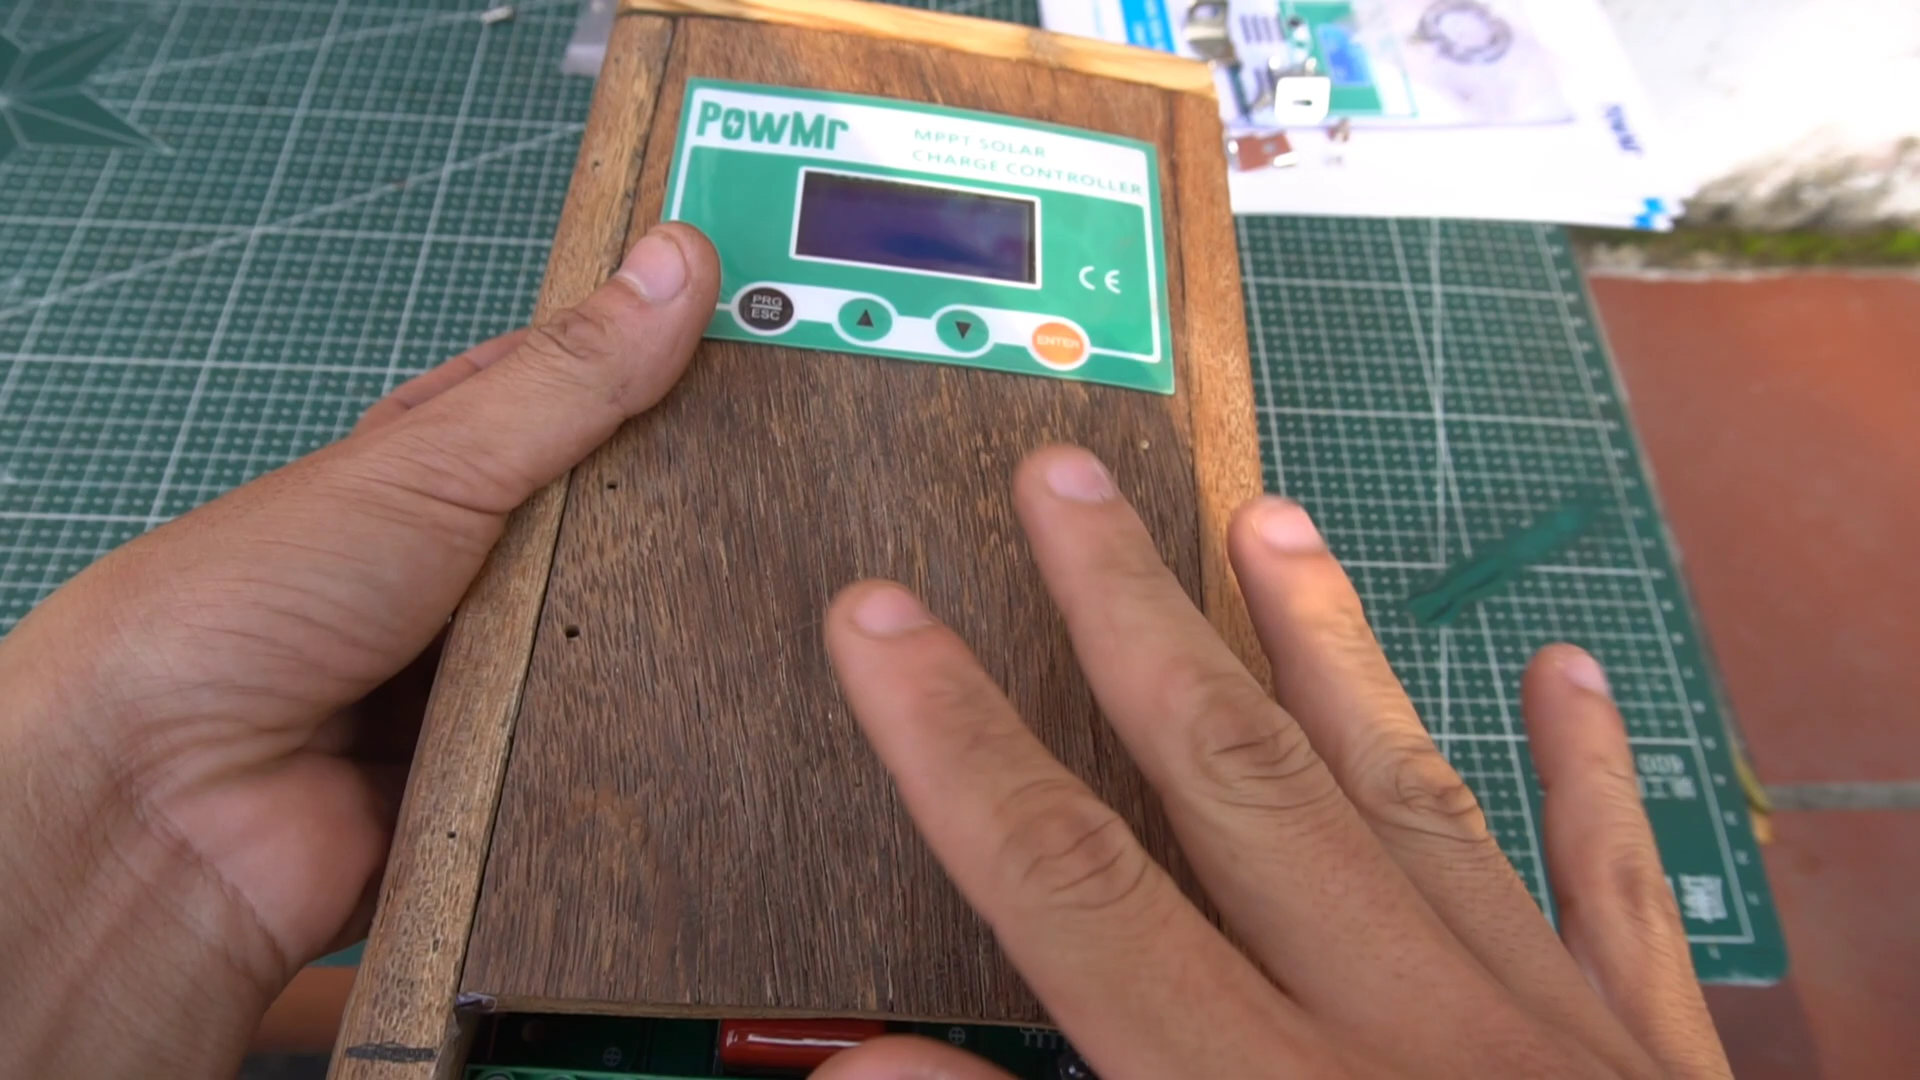 PowMr
MPPT SOLAR
CHARGE CONTROLLER
CE
PRG
ESC
ENTER